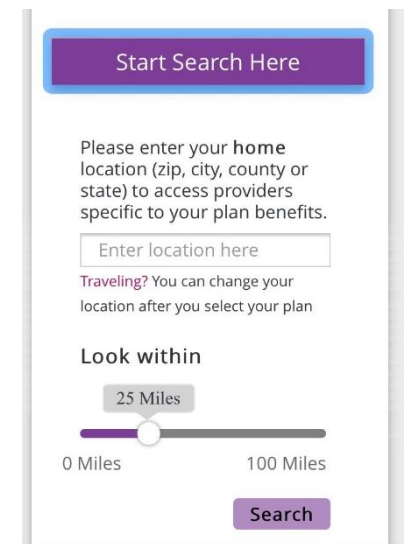 Start Search Here
Please enter your home
location (zip, city, county or
state) to access providers
specific to your plan benefits.
Enter location here
Traveling? You can change your
location after you select your plan
Look within
25 Miles
0 Miles 100 Miles
Search